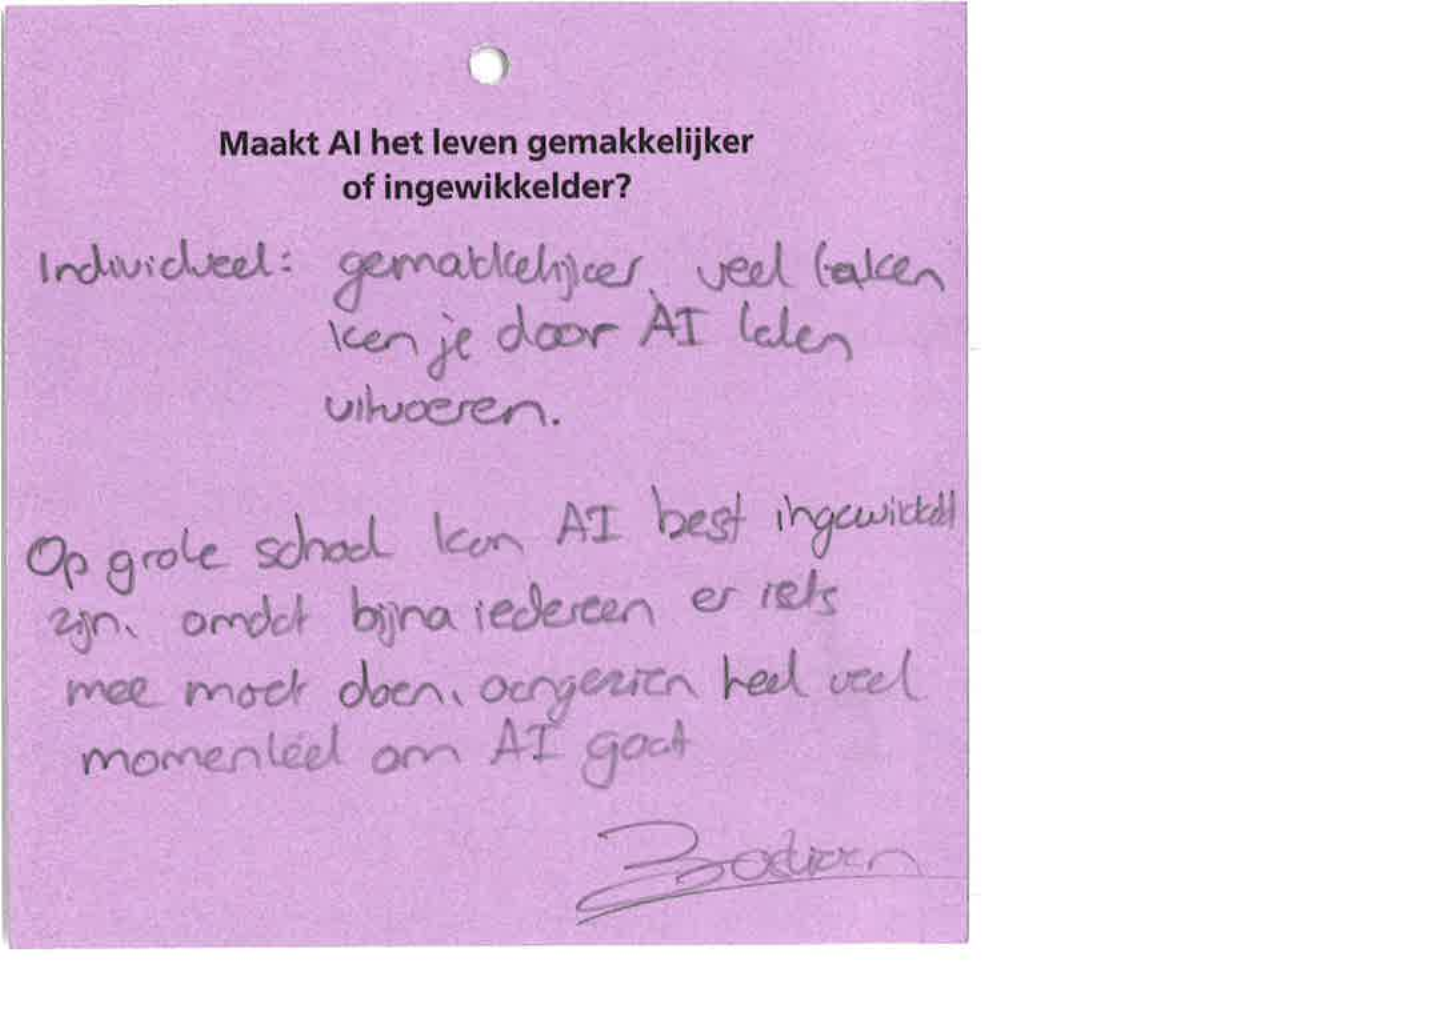 Maakt AI het leven gemakkelijker
of ingewikkelder?
Individueel: gemakkelijker, veel taken
kan je door AI laten
uitvoeren.
Op grote schaal kan AI best ingewikkeld
zijn, omdat bijna iedereen er iets
mee moet doen, aangezien heel veel
momenteel om AI gaat